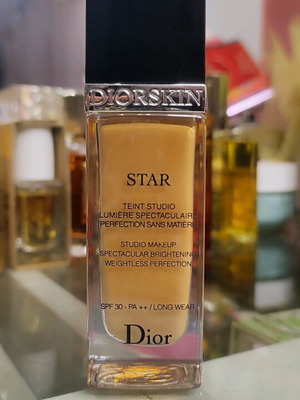 DIORSKIN
STAR
TEINT STUDIO
LUMIÈRE SPECTACULAIRE
PERFECTION SANS MATIÈRE
STUDIO MAKEUP
SPECTACULAR BRIGHTENING
WEIGHTLESS PERFECTION
SPF 30 - PA ++ / LONG WEAR
Dior